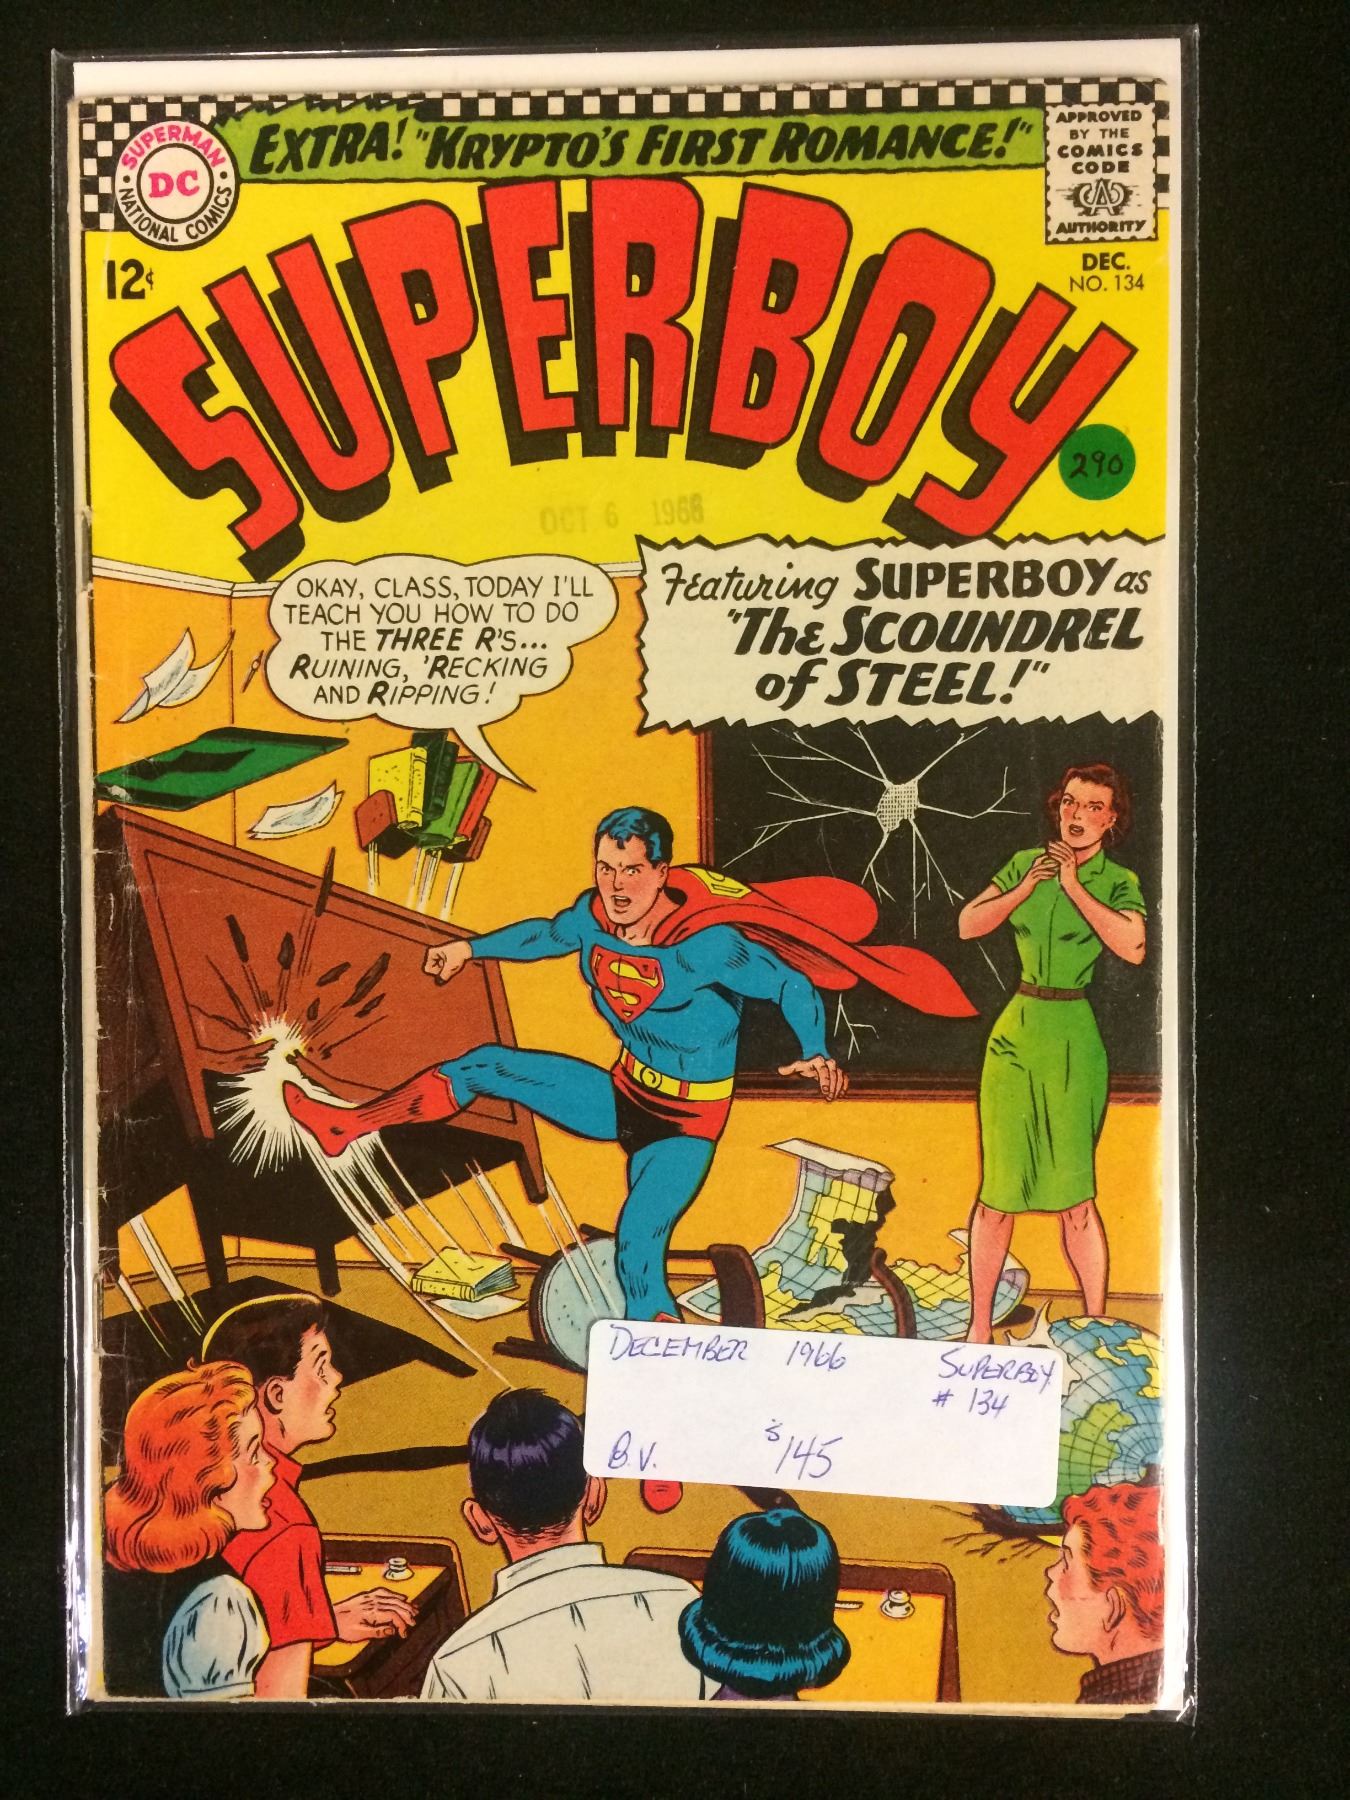 EXTRA! "KRYPTO'S FIRST ROMANCE!"
SUPERMAN
DC
NATIONAL COMICS
APPROVED
BY THE
COMICS
CODE
CA
AUTHORITY
12¢
DEC.
NO. 134
SUPERBOY
290
OCT 6 1966
OKAY, CLASS, TODAY I'LL
TEACH YOU HOW TO DO
THE THREE R'S...
RUINING, 'RECKING
AND RIPPING!
Featuring SUPERBOY as
"The SCOUNDREL
of STEEL!"
S
DECEMBER 1966 SUPERBOY
# 134
B.V. $145